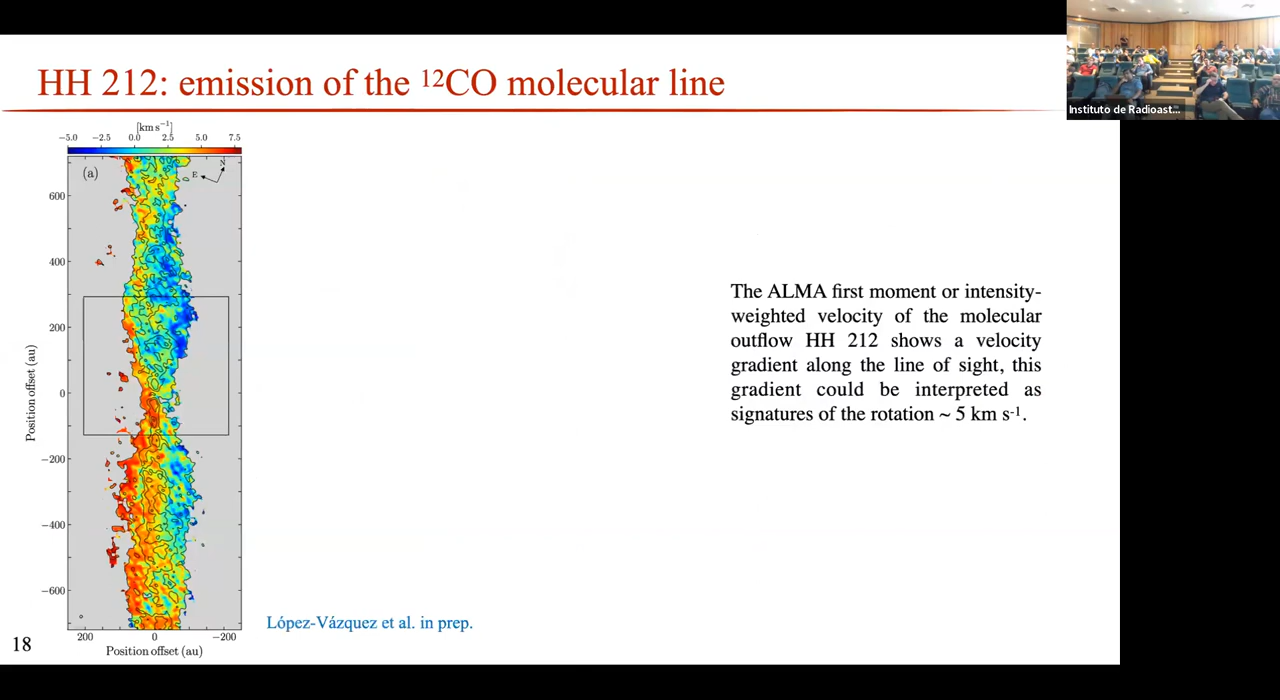 HH 212: emission of the ¹²CO molecular line
Instituto de Radioast...
[km s⁻¹]
−5.0 −2.5 0.0 2.5 5.0 7.5
(a)
N
E
600
400
200
0
−200
−400
−600
Position offset (au)
200 0 −200
Position offset (au)
The ALMA first moment or intensity-
weighted velocity of the molecular
outflow HH 212 shows a velocity
gradient along the line of sight, this
gradient could be interpreted as
signatures of the rotation ~ 5 km s⁻¹.
López-Vázquez et al. in prep.
18